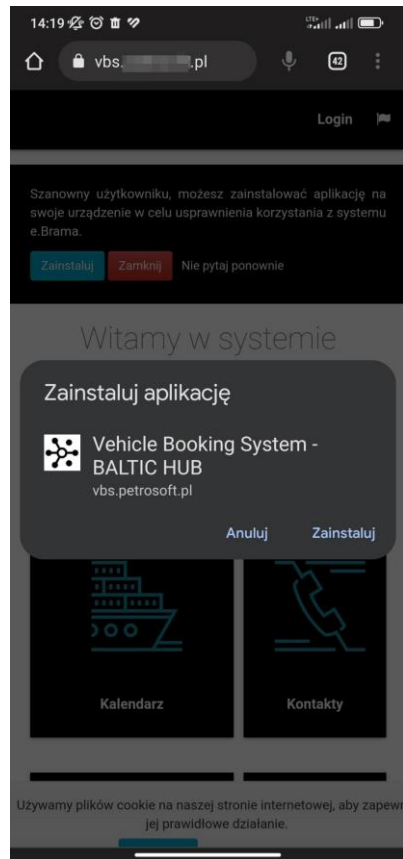 14:19
LTE+
vbs. .pl
42
Login
Szanowny użytkowniku, możesz zainstalować aplikację na
swoje urządzenie w celu usprawnienia korzystania z systemu
e.Brama.
Zainstaluj Zamknij Nie pytaj ponownie
Witamy w systemie
Zainstaluj aplikację
Vehicle Booking System -
BALTIC HUB
vbs.petrosoft.pl
Anuluj Zainstaluj
Kalendarz Kontakty
Używamy plików cookie na naszej stronie internetowej, aby zapewn
jej prawidłowe działanie.